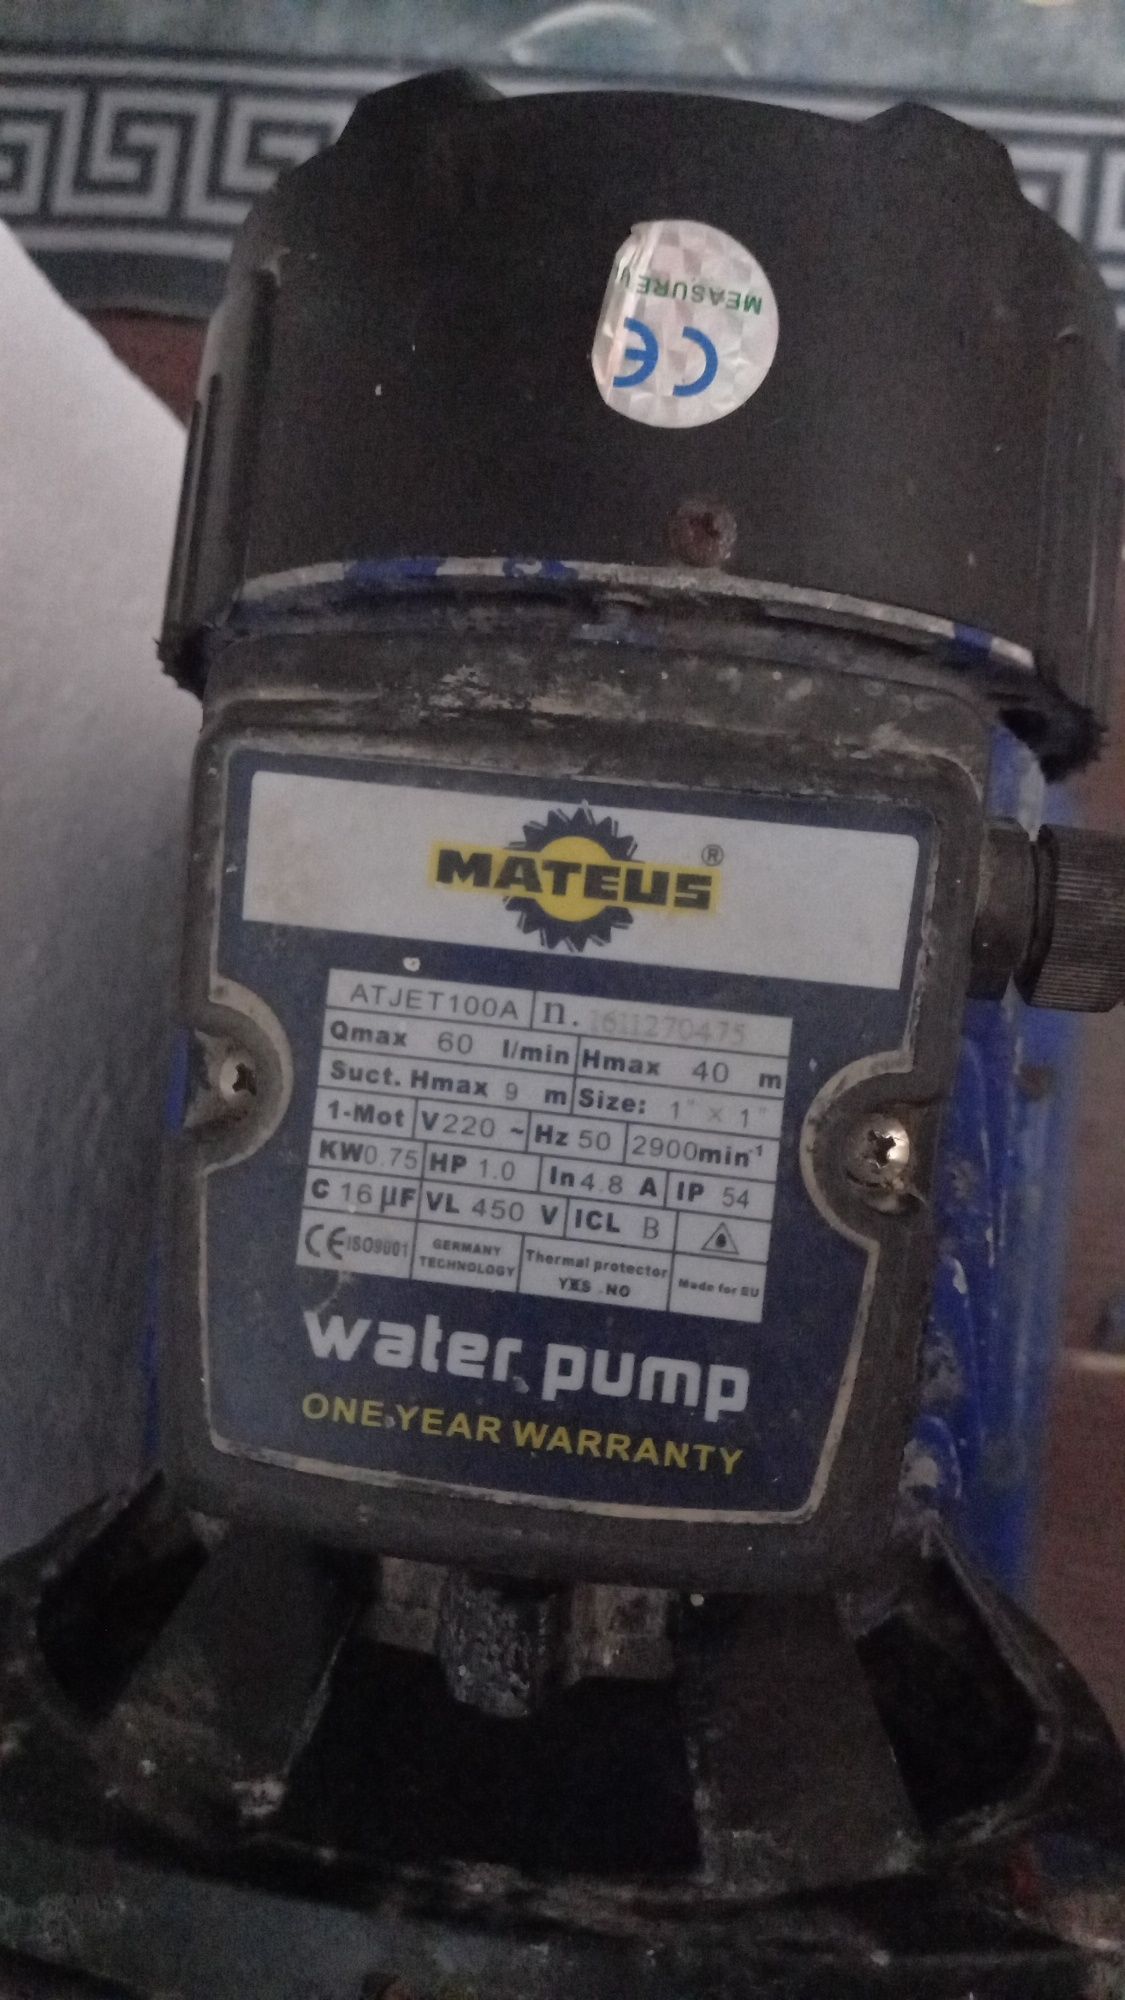 MEASURE
CE
MATEUS ®
ATJET100A n. 1611270475
Qmax 60 l/min Hmax 40 m
Suct. Hmax 9 m Size: 1" × 1"
1-Mot V220 ~ Hz 50 2900min-1
KW0.75 HP 1.0 In4.8 A IP 54
C 16 µF VL 450 V ICL B
CE ISO9001 GERMANY TECHNOLOGY Thermal protector YES NO Made for EU
water pump
ONE YEAR WARRANTY